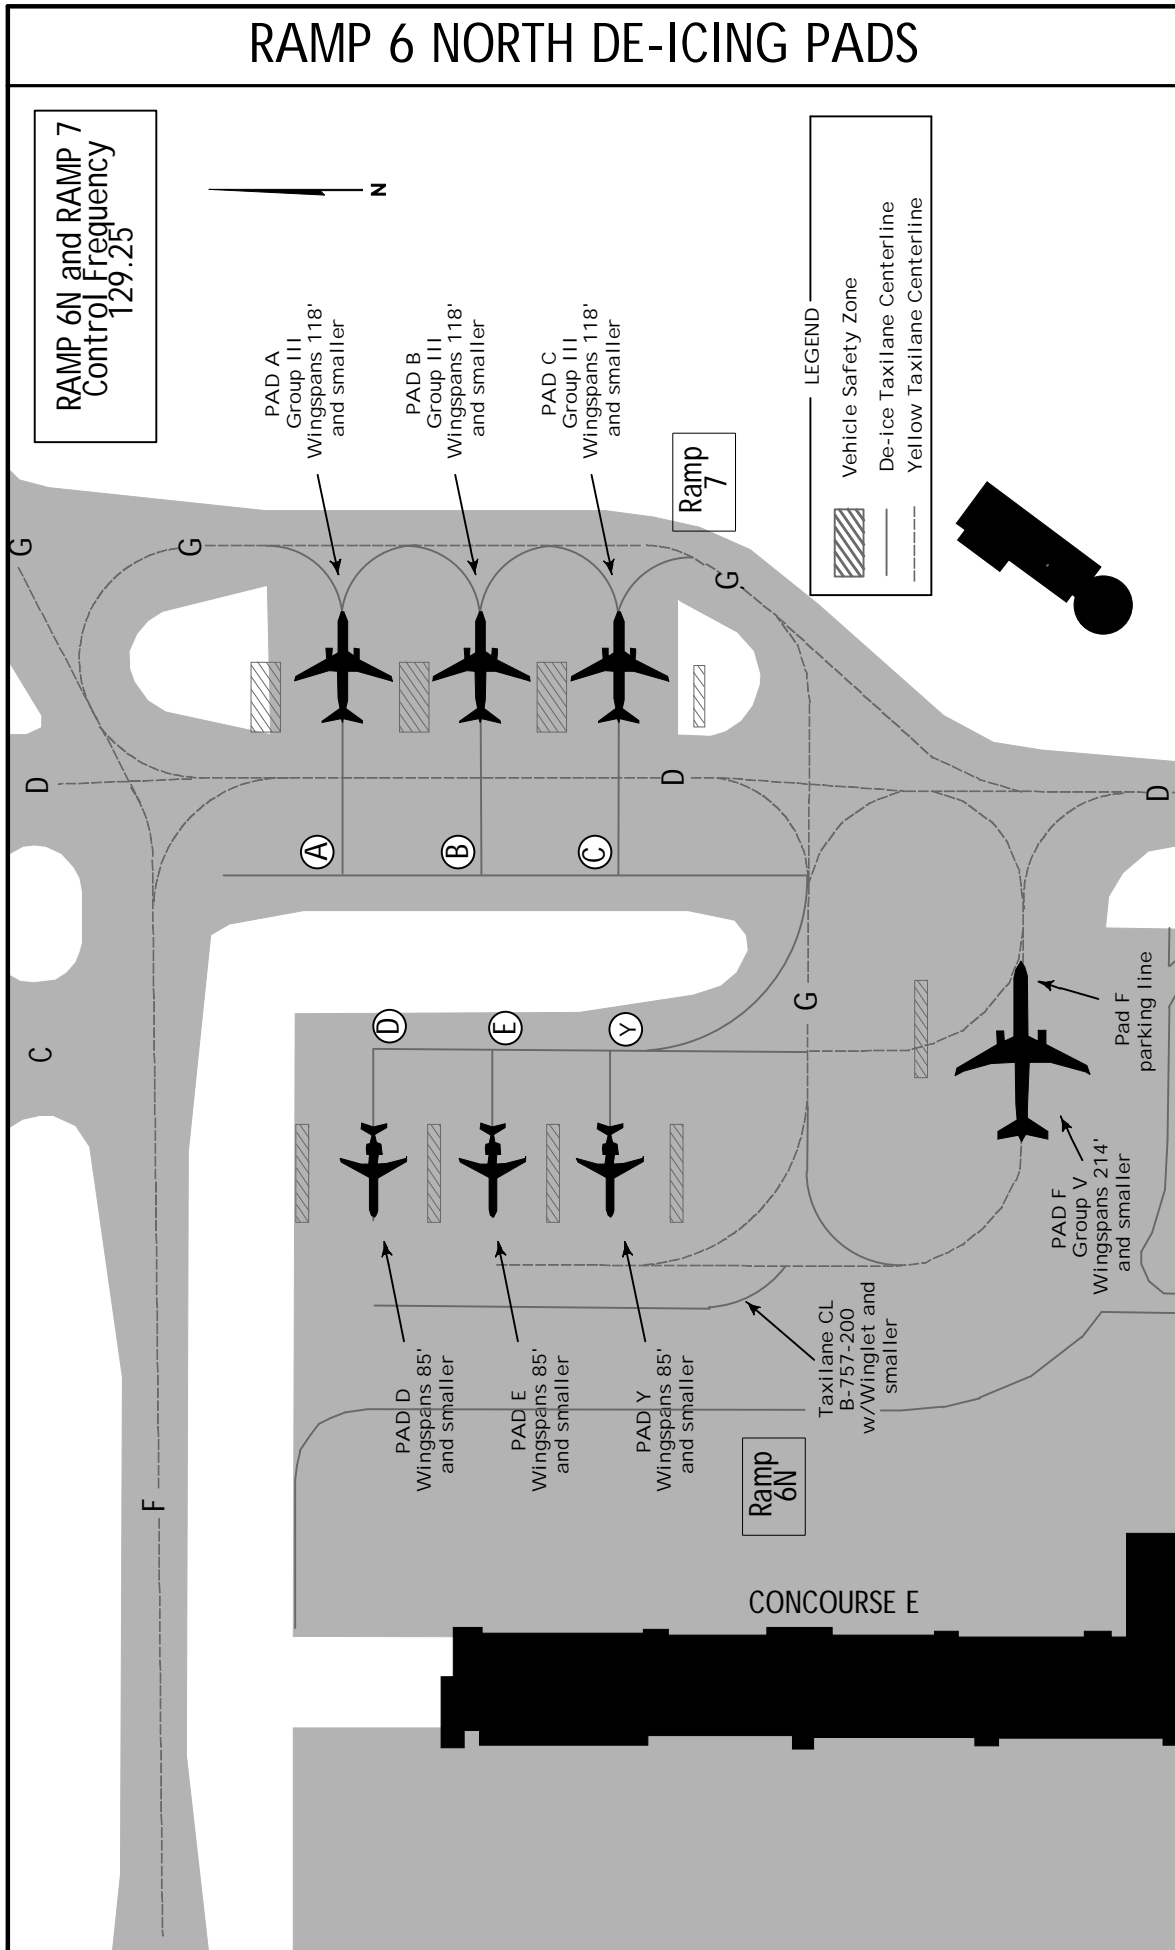 RAMP 6 NORTH DE-ICING PADS
RAMP 6N and RAMP 7
Control Frequency
129.25
N
PAD A
Group III
Wingspans 118'
and smaller
PAD B
Group III
Wingspans 118'
and smaller
PAD C
Group III
Wingspans 118'
and smaller
LEGEND
Vehicle Safety Zone
De-ice Taxilane Centerline
Yellow Taxilane Centerline
Ramp
7
G
G
G
D
D
D
A
B
C
C
D
E
Y
G
Pad F
parking line
PAD F
Group V
Wingspans 214'
and smaller
Taxilane CL
B-757-200
w/Winglet and
smaller
PAD D
Wingspans 85'
and smaller
PAD E
Wingspans 85'
and smaller
PAD Y
Wingspans 85'
and smaller
F
Ramp
6N
CONCOURSE E